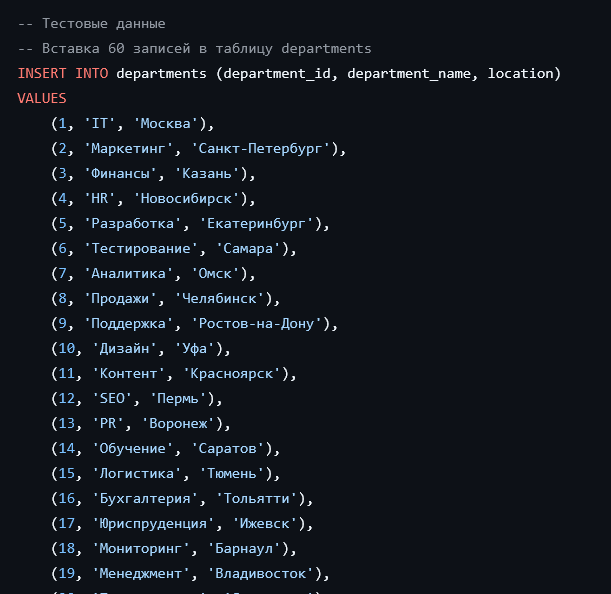 -- Тестовые данные
-- Вставка 60 записей в таблицу departments
INSERT INTO departments (department_id, department_name, location)
VALUES
(1, 'IT', 'Москва'),
(2, 'Маркетинг', 'Санкт-Петербург'),
(3, 'Финансы', 'Казань'),
(4, 'HR', 'Новосибирск'),
(5, 'Разработка', 'Екатеринбург'),
(6, 'Тестирование', 'Самара'),
(7, 'Аналитика', 'Омск'),
(8, 'Продажи', 'Челябинск'),
(9, 'Поддержка', 'Ростов-на-Дону'),
(10, 'Дизайн', 'Уфа'),
(11, 'Контент', 'Красноярск'),
(12, 'SEO', 'Пермь'),
(13, 'PR', 'Воронеж'),
(14, 'Обучение', 'Саратов'),
(15, 'Логистика', 'Тюмень'),
(16, 'Бухгалтерия', 'Тольятти'),
(17, 'Юриспруденция', 'Ижевск'),
(18, 'Мониторинг', 'Барнаул'),
(19, 'Менеджмент', 'Владивосток'),